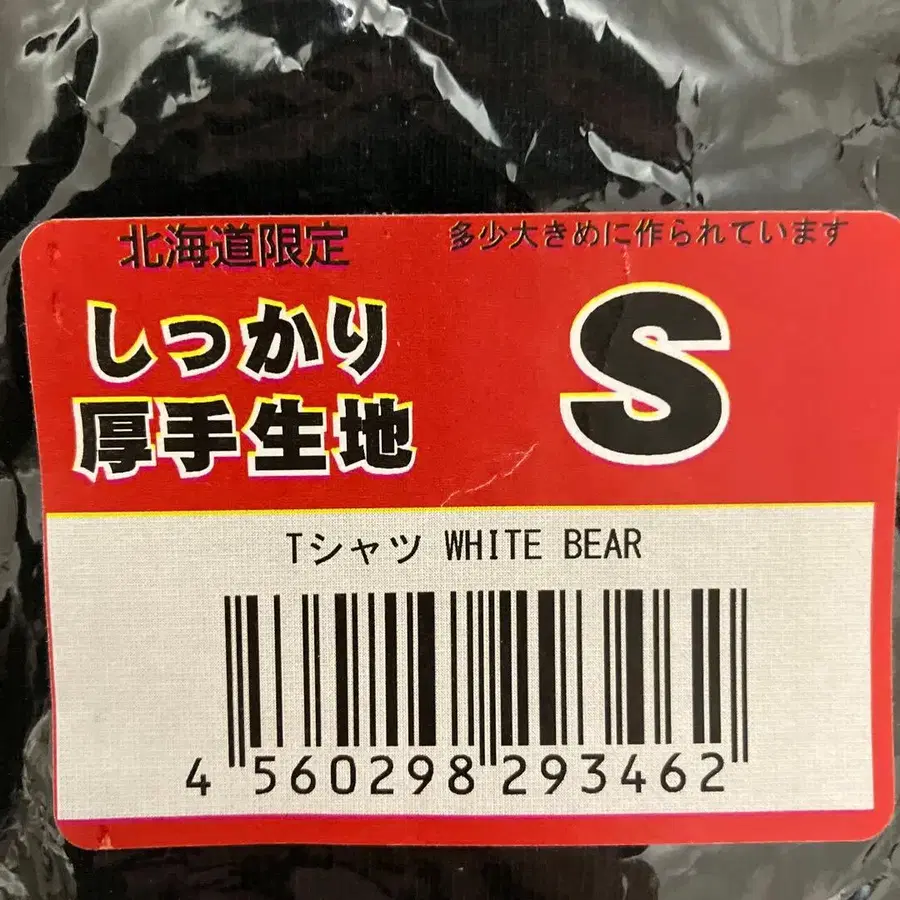 北海道限定
多少大きめに作られています
しっかり
厚手生地
S
Tシャツ WHITE BEAR
4 560298 293462